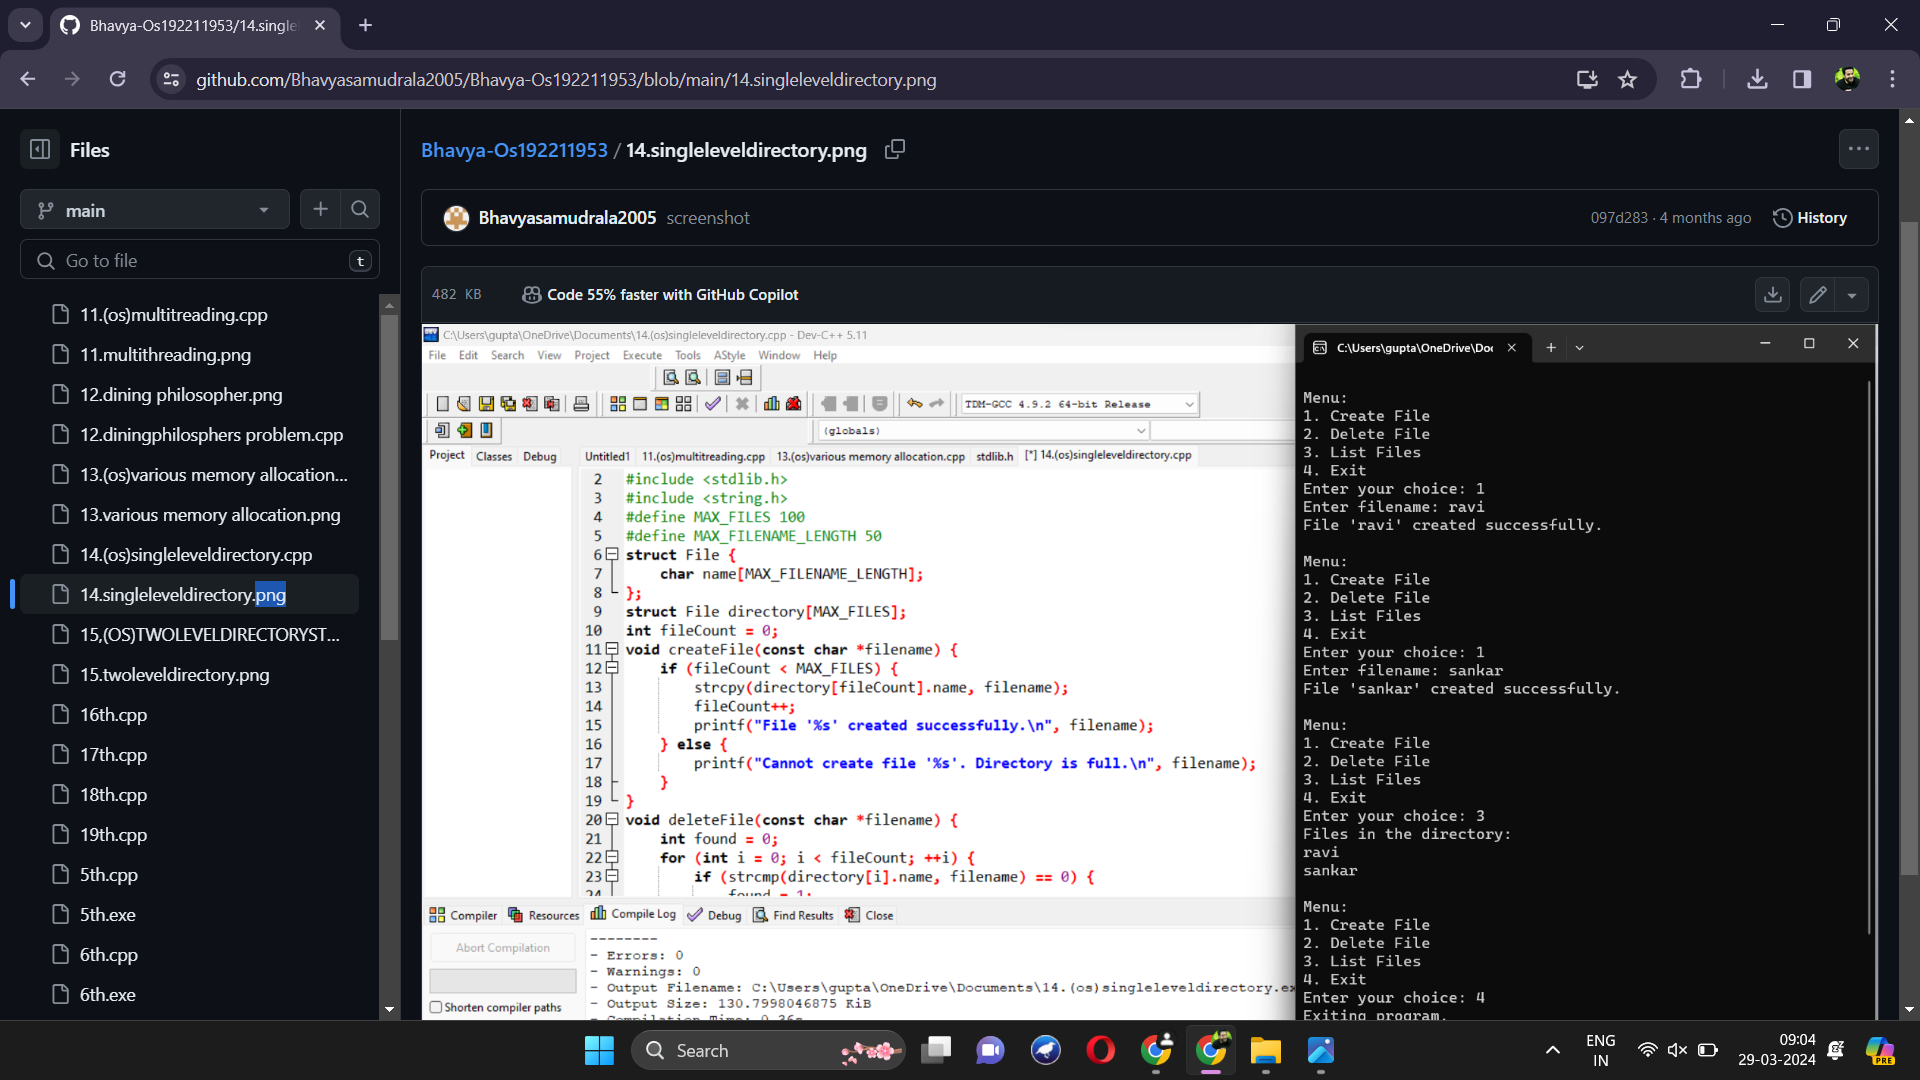 Bhavya-Os192211953/14.single
github.com/Bhavyasamudrala2005/Bhavya-Os192211953/blob/main/14.singleleveldirectory.png
Files
main
Go to file
t
11.(os)multitreading.cpp
11.multithreading.png
12.dining philosopher.png
12.diningphilosphers problem.cpp
13.(os)various memory allocation...
13.various memory allocation.png
14.(os)singleleveldirectory.cpp
14.singleleveldirectory.png
15,(OS)TWOLEVELDIRECTORYST...
15.twoleveldirectory.png
16th.cpp
17th.cpp
18th.cpp
19th.cpp
5th.cpp
5th.exe
6th.cpp
6th.exe
Bhavya-Os192211953 / 14.singleleveldirectory.png
Bhavyasamudrala2005 screenshot
097d283 · 4 months ago
History
482 KB
Code 55% faster with GitHub Copilot
C:\Users\gupta\OneDrive\Documents\14.(os)singleleveldirectory.cpp - Dev-C++ 5.11
File Edit Search View Project Execute Tools AStyle Window Help
TDM-GCC 4.9.2 64-bit Release
(globals)
Project Classes Debug
Untitled1 11.(os)multitreading.cpp 13.(os)various memory allocation.cpp stdlib.h [*] 14.(os)singleleveldirectory.cpp
2 #include <stdlib.h>
3 #include <string.h>
4 #define MAX_FILES 100
5 #define MAX_FILENAME_LENGTH 50
6 struct File {
7 char name[MAX_FILENAME_LENGTH];
8 };
9 struct File directory[MAX_FILES];
10 int fileCount = 0;
11 void createFile(const char *filename) {
12 if (fileCount < MAX_FILES) {
13 strcpy(directory[fileCount].name, filename);
14 fileCount++;
15 printf("File '%s' created successfully.\n", filename);
16 } else {
17 printf("Cannot create file '%s'. Directory is full.\n", filename);
18 }
19 }
20 void deleteFile(const char *filename) {
21 int found = 0;
22 for (int i = 0; i < fileCount; ++i) {
23 if (strcmp(directory[i].name, filename) == 0) {
24 found = 1;
Compiler Resources Compile Log Debug Find Results Close
Abort Compilation
Shorten compiler paths
--------
- Errors: 0
- Warnings: 0
- Output Filename: C:\Users\gupta\OneDrive\Documents\14.(os)singleleveldirectory.ex
- Output Size: 130.7998046875 KiB
- Compilation Time: 0.36s
C:\Users\gupta\OneDrive\Do
Menu:
1. Create File
2. Delete File
3. List Files
4. Exit
Enter your choice: 1
Enter filename: ravi
File 'ravi' created successfully.
Menu:
1. Create File
2. Delete File
3. List Files
4. Exit
Enter your choice: 1
Enter filename: sankar
File 'sankar' created successfully.
Menu:
1. Create File
2. Delete File
3. List Files
4. Exit
Enter your choice: 3
Files in the directory:
ravi
sankar
Menu:
1. Create File
2. Delete File
3. List Files
4. Exit
Enter your choice: 4
Exiting program.
Search
ENG
IN
09:04
29-03-2024
PRE